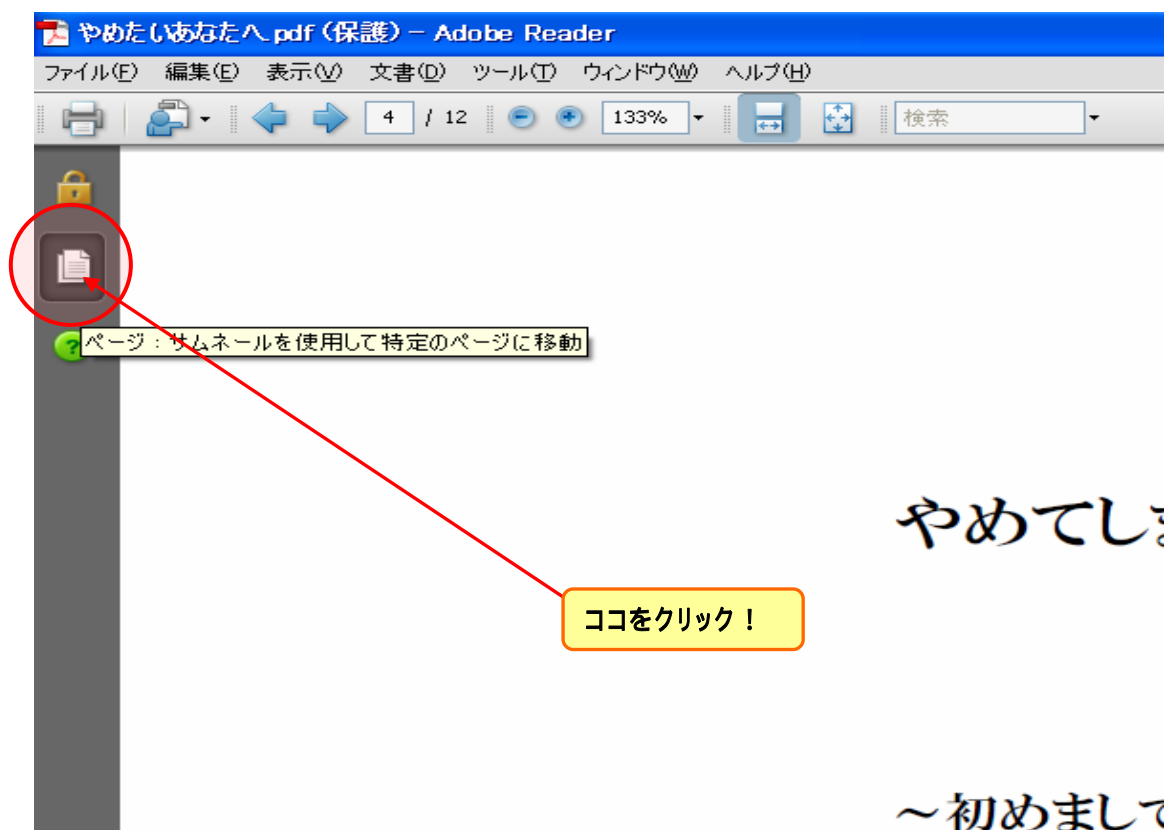 やめたいあなたへ.pdf (保護) - Adobe Reader
ファイル(F) 編集(E) 表示(V) 文書(D) ツール(T) ウィンドウ(W) ヘルプ(H)
4 / 12 133% 検索
?
ページ : サムネールを使用して特定のページに移動
やめてし
ココをクリック！
～初めまして